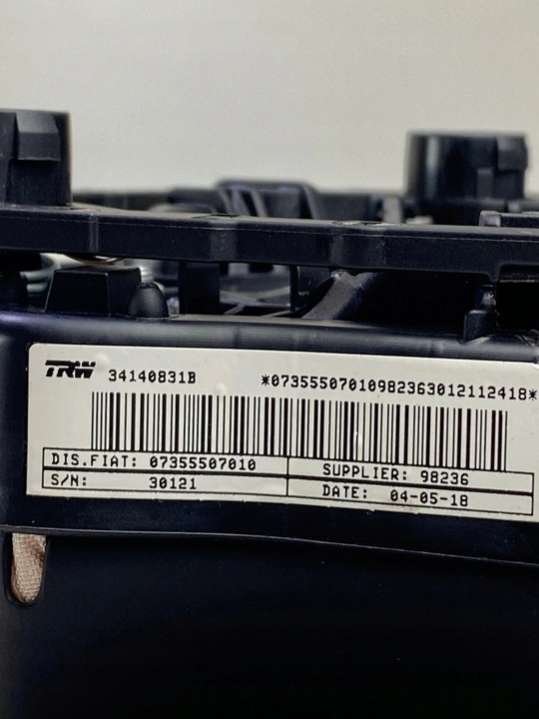 TRW 34140831B *07355507010982363012112418*
DIS.FIAT: 07355507010 SUPPLIER: 98236
S/N: 30121 DATE: 04-05-18